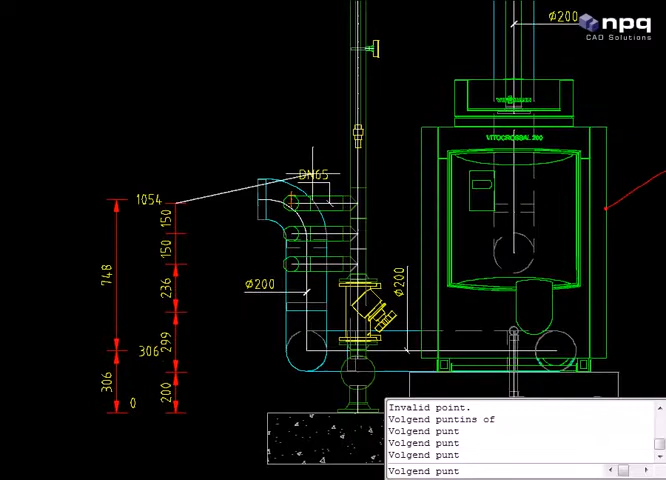 Ø200
npq
CAD Solutions
VITOCROSSAL 200
DN65
1054
150
150
748
236
Ø200
Ø200
306
299
306
200
0
Invalid point.
Volgend puntins of
Volgend punt
Volgend punt
Volgend punt
Volgend punt